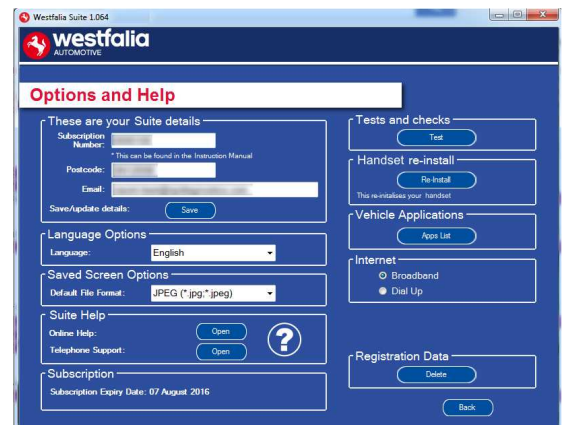 Westfalia Suite 1.064
westfalia
AUTOMOTIVE
Options and Help
These are your Suite details
Subscription
Number:
* This can be found in the Instruction Manual
Postcode:
Email:
Save/update details:
Save
Language Options
Language:
English
Saved Screen Options
Default File Format:
JPEG (*.jpg;*.jpeg)
Suite Help
Online Help:
Open
?
Telephone Support:
Open
Subscription
Subscription Expiry Date: 07 August 2016
Tests and checks
Test
Handset re-install
Re-Install
This re-initalises your handset
Vehicle Applications
Apps List
Internet
Broadband
Dial Up
Registration Data
Delete
Back